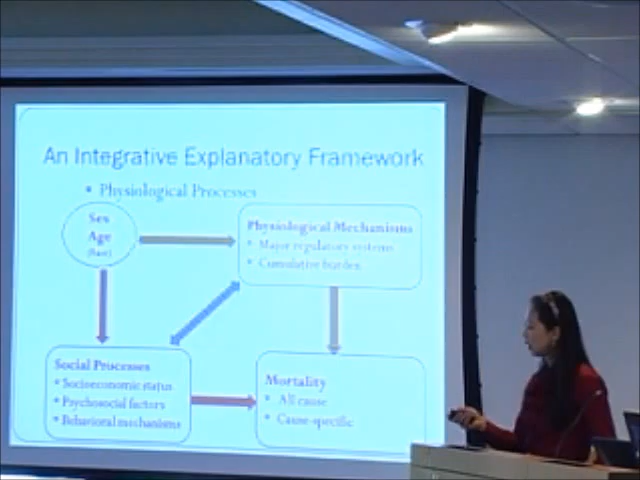 An Integrative Explanatory Framework
▪ Physiological Processes
Sex
Age
(Race)
Physiological Mechanisms
▪ Major regulatory systems
▪ Cumulative burden
Social Processes
▪ Socioeconomic status
▪ Psychosocial factors
▪ Behavioral mechanisms
Mortality
▪ All cause
▪ Cause-specific